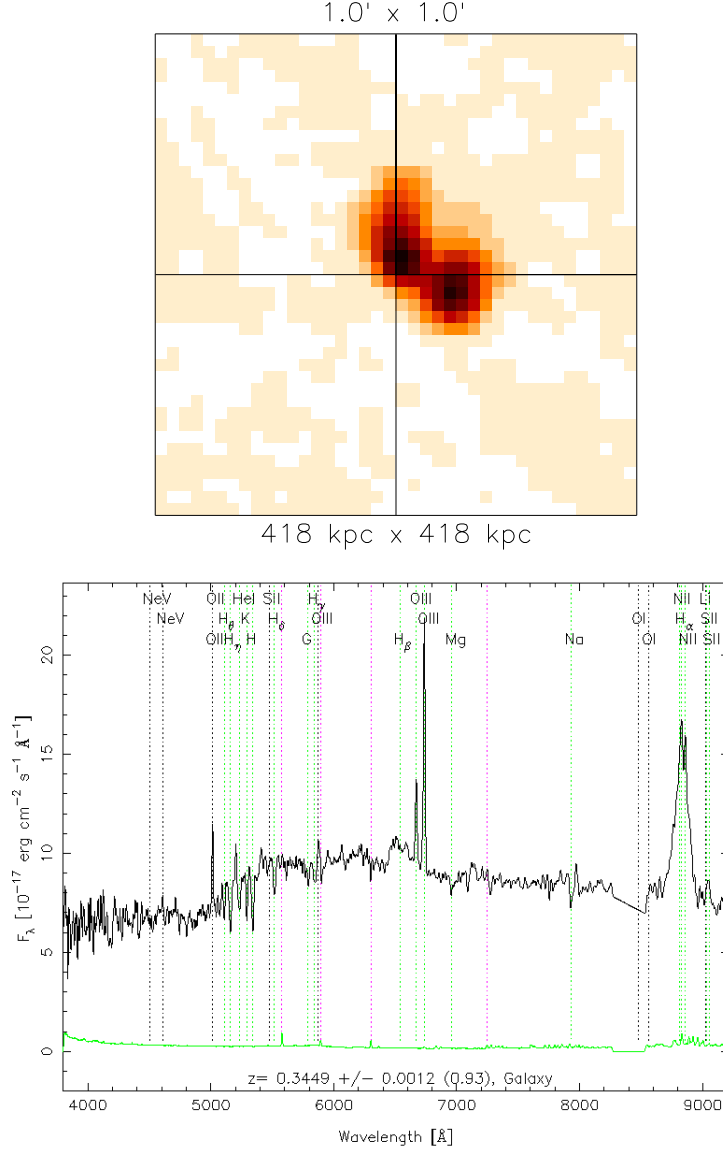 1.0' x 1.0'
418 kpc x 418 kpc
NeV OII HeI SII Hγ OIII NII Li
NeV Hθ K Hδ OIII OIII OI Hα SII
OII Hη H G Hβ Mg Na OI NII SII
20
15
10
5
0
F_λ [10⁻¹⁷ erg cm⁻² s⁻¹ Å⁻¹]
z= 0.3449 +/- 0.0012 (0.93), Galaxy
4000 5000 6000 7000 8000 9000
Wavelength [Å]